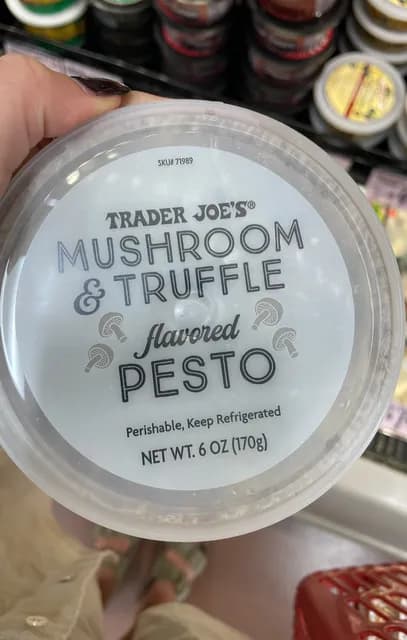 SKU# 71989
TRADER JOE'S®
MUSHROOM
& TRUFFLE
flavored
PESTO
Perishable, Keep Refrigerated
NET WT. 6 OZ (170g)